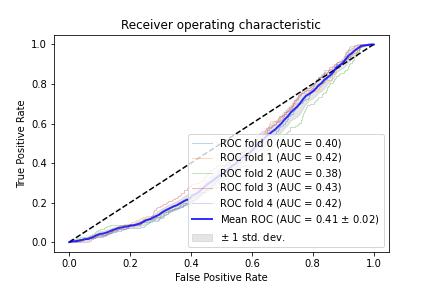 Receiver operating characteristic
True Positive Rate
1.0
0.8
0.6
0.4
0.2
0.0
ROC fold 0 (AUC = 0.40)
ROC fold 1 (AUC = 0.42)
ROC fold 2 (AUC = 0.38)
ROC fold 3 (AUC = 0.43)
ROC fold 4 (AUC = 0.42)
Mean ROC (AUC = 0.41 ± 0.02)
± 1 std. dev.
0.0 0.2 0.4 0.6 0.8 1.0
False Positive Rate